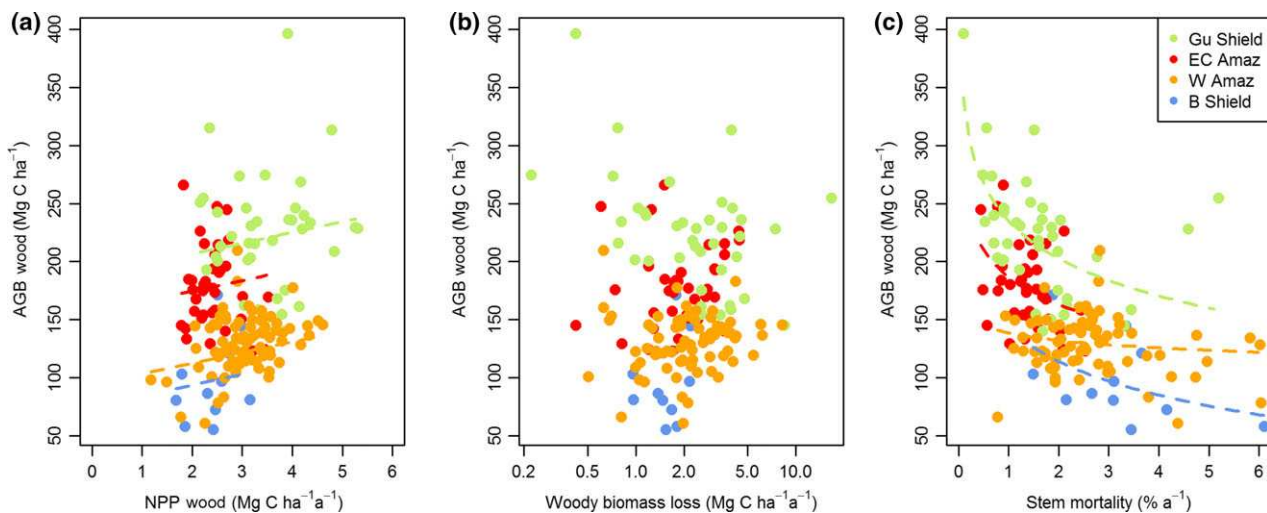 (a)
AGB wood (Mg C ha⁻¹)
50 100 150 200 250 300 350 400
0 1 2 3 4 5 6
NPP wood (Mg C ha⁻¹a⁻¹)
(b)
AGB wood (Mg C ha⁻¹)
50 100 150 200 250 300 350 400
0.2 0.5 1.0 2.0 5.0 10.0
Woody biomass loss (Mg C ha⁻¹a⁻¹)
(c)
Gu Shield
EC Amaz
W Amaz
B Shield
AGB wood (Mg C ha⁻¹)
50 100 150 200 250 300 350 400
0 1 2 3 4 5 6
Stem mortality (% a⁻¹)